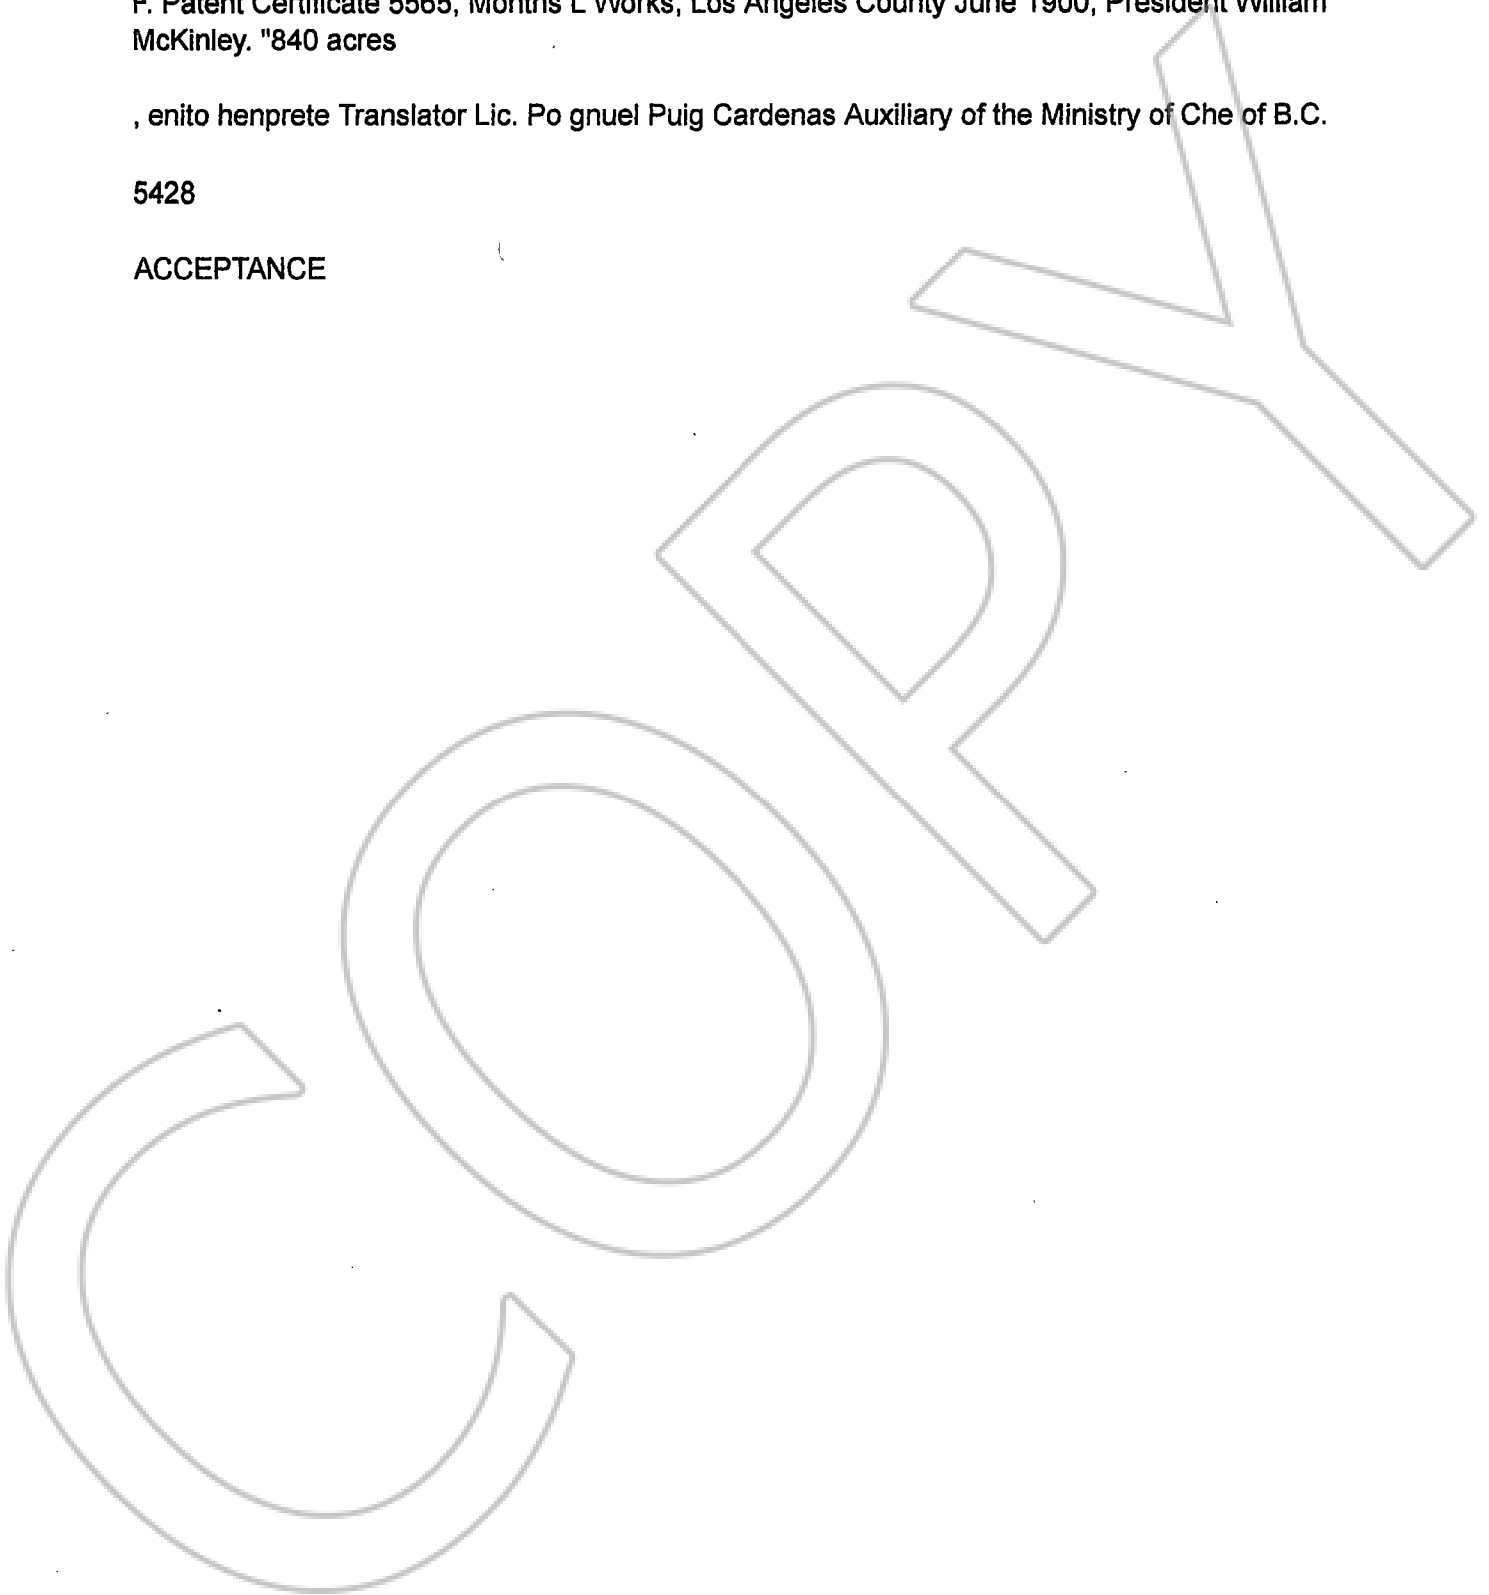 F. Patent Certificate 5565, Months L Works, Los Angeles County June 1900, President William
McKinley. "840 acres
, enito henprete Translator Lic. Po gnuel Puig Cardenas Auxiliary of the Ministry of Che of B.C.
5428
ACCEPTANCE
COPY